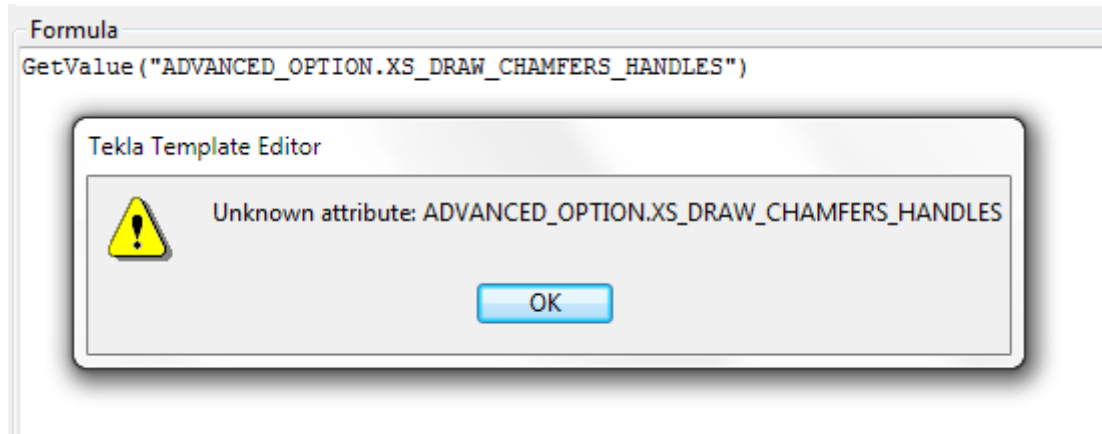 Formula
GetValue("ADVANCED_OPTION.XS_DRAW_CHAMFERS_HANDLES")
Tekla Template Editor
Unknown attribute: ADVANCED_OPTION.XS_DRAW_CHAMFERS_HANDLES
OK